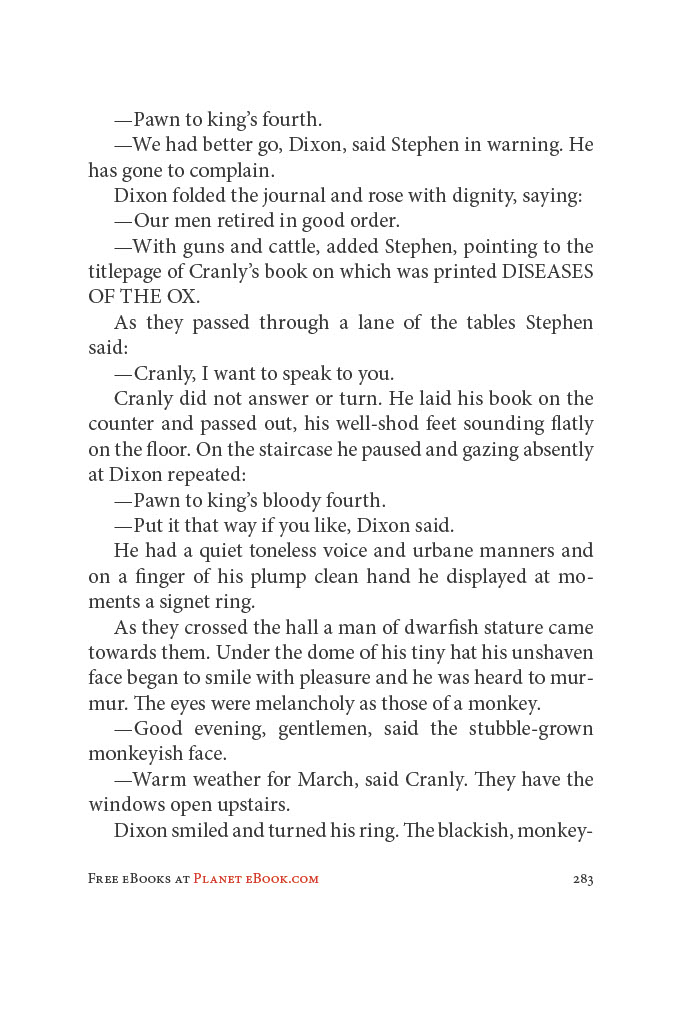 —Pawn to king’s fourth.
—We had better go, Dixon, said Stephen in warning. He
has gone to complain.
Dixon folded the journal and rose with dignity, saying:
—Our men retired in good order.
—With guns and cattle, added Stephen, pointing to the
titlepage of Cranly’s book on which was printed DISEASES
OF THE OX.
As they passed through a lane of the tables Stephen
said:
—Cranly, I want to speak to you.
Cranly did not answer or turn. He laid his book on the
counter and passed out, his well-shod feet sounding flatly
on the floor. On the staircase he paused and gazing absently
at Dixon repeated:
—Pawn to king’s bloody fourth.
—Put it that way if you like, Dixon said.
He had a quiet toneless voice and urbane manners and
on a finger of his plump clean hand he displayed at mo-
ments a signet ring.
As they crossed the hall a man of dwarfish stature came
towards them. Under the dome of his tiny hat his unshaven
face began to smile with pleasure and he was heard to mur-
mur. The eyes were melancholy as those of a monkey.
—Good evening, gentlemen, said the stubble-grown
monkeyish face.
—Warm weather for March, said Cranly. They have the
windows open upstairs.
Dixon smiled and turned his ring. The blackish, monkey-
Free eBooks at Planet eBook.com 283